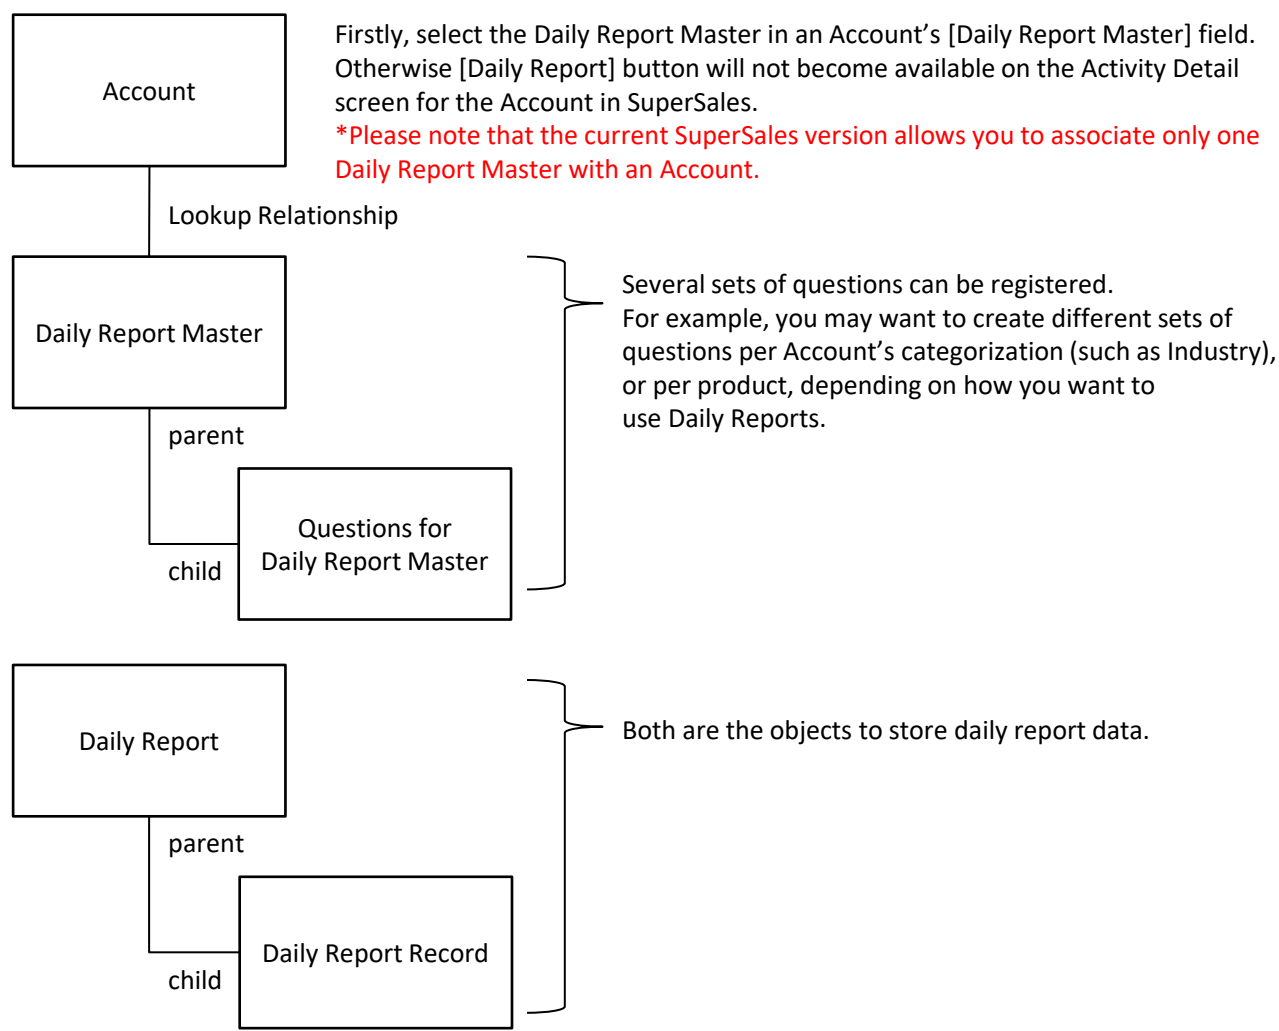 Account
Firstly, select the Daily Report Master in an Account’s [Daily Report Master] field.
Otherwise [Daily Report] button will not become available on the Activity Detail
screen for the Account in SuperSales.
*Please note that the current SuperSales version allows you to associate only one
Daily Report Master with an Account.
Lookup Relationship
Daily Report Master
Several sets of questions can be registered.
For example, you may want to create different sets of
questions per Account’s categorization (such as Industry),
or per product, depending on how you want to
use Daily Reports.
parent
Questions for
Daily Report Master
child
Daily Report
Both are the objects to store daily report data.
parent
Daily Report Record
child